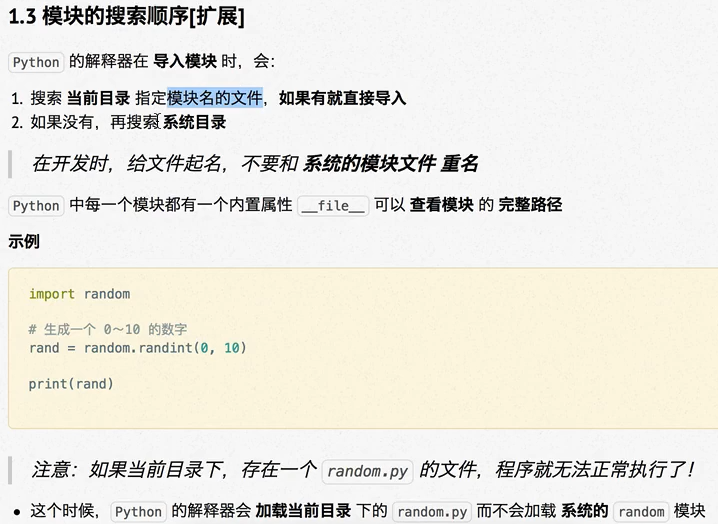 1.3 模块的搜索顺序[扩展]
Python 的解释器在 导入模块 时，会：
1. 搜索 当前目录 指定模块名的文件，如果有就直接导入
2. 如果没有，再搜索 系统目录
在开发时，给文件起名，不要和 系统的模块文件 重名
Python 中每一个模块都有一个内置属性 __file__ 可以 查看模块 的 完整路径
示例
import random
# 生成一个 0～10 的数字
rand = random.randint(0, 10)
print(rand)
注意：如果当前目录下，存在一个 random.py 的文件，程序就无法正常执行了！
• 这个时候，Python 的解释器会 加载当前目录 下的 random.py 而不会加载 系统的 random 模块